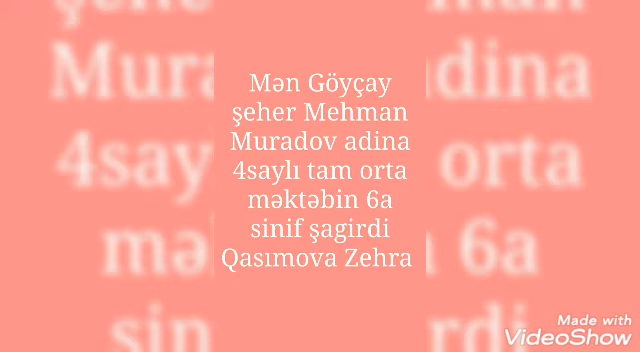 Mən Göyçay
şeher Mehman
Muradov adina
4saylı tam orta
məktəbin 6a
sinif şagirdi
Qasımova Zehra
Made with
VideoShow